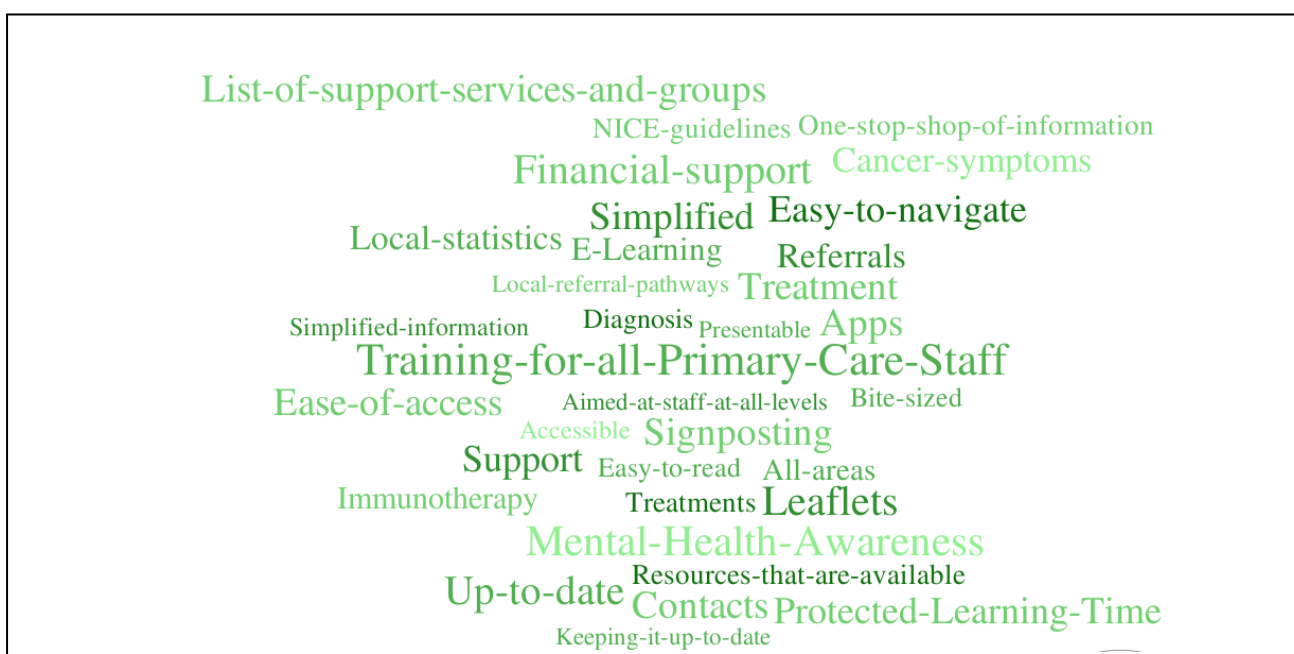 List-of-support-services-and-groups
NICE-guidelines One-stop-shop-of-information
Financial-support Cancer-symptoms
Simplified Easy-to-navigate
Local-statistics E-Learning Referrals
Local-referral-pathways Treatment
Simplified-information Diagnosis Presentable Apps
Training-for-all-Primary-Care-Staff
Ease-of-access Aimed-at-staff-at-all-levels Bite-sized
Accessible Signposting
Support Easy-to-read All-areas
Immunotherapy Treatments Leaflets
Mental-Health-Awareness
Resources-that-are-available
Up-to-date Contacts Protected-Learning-Time
Keeping-it-up-to-date